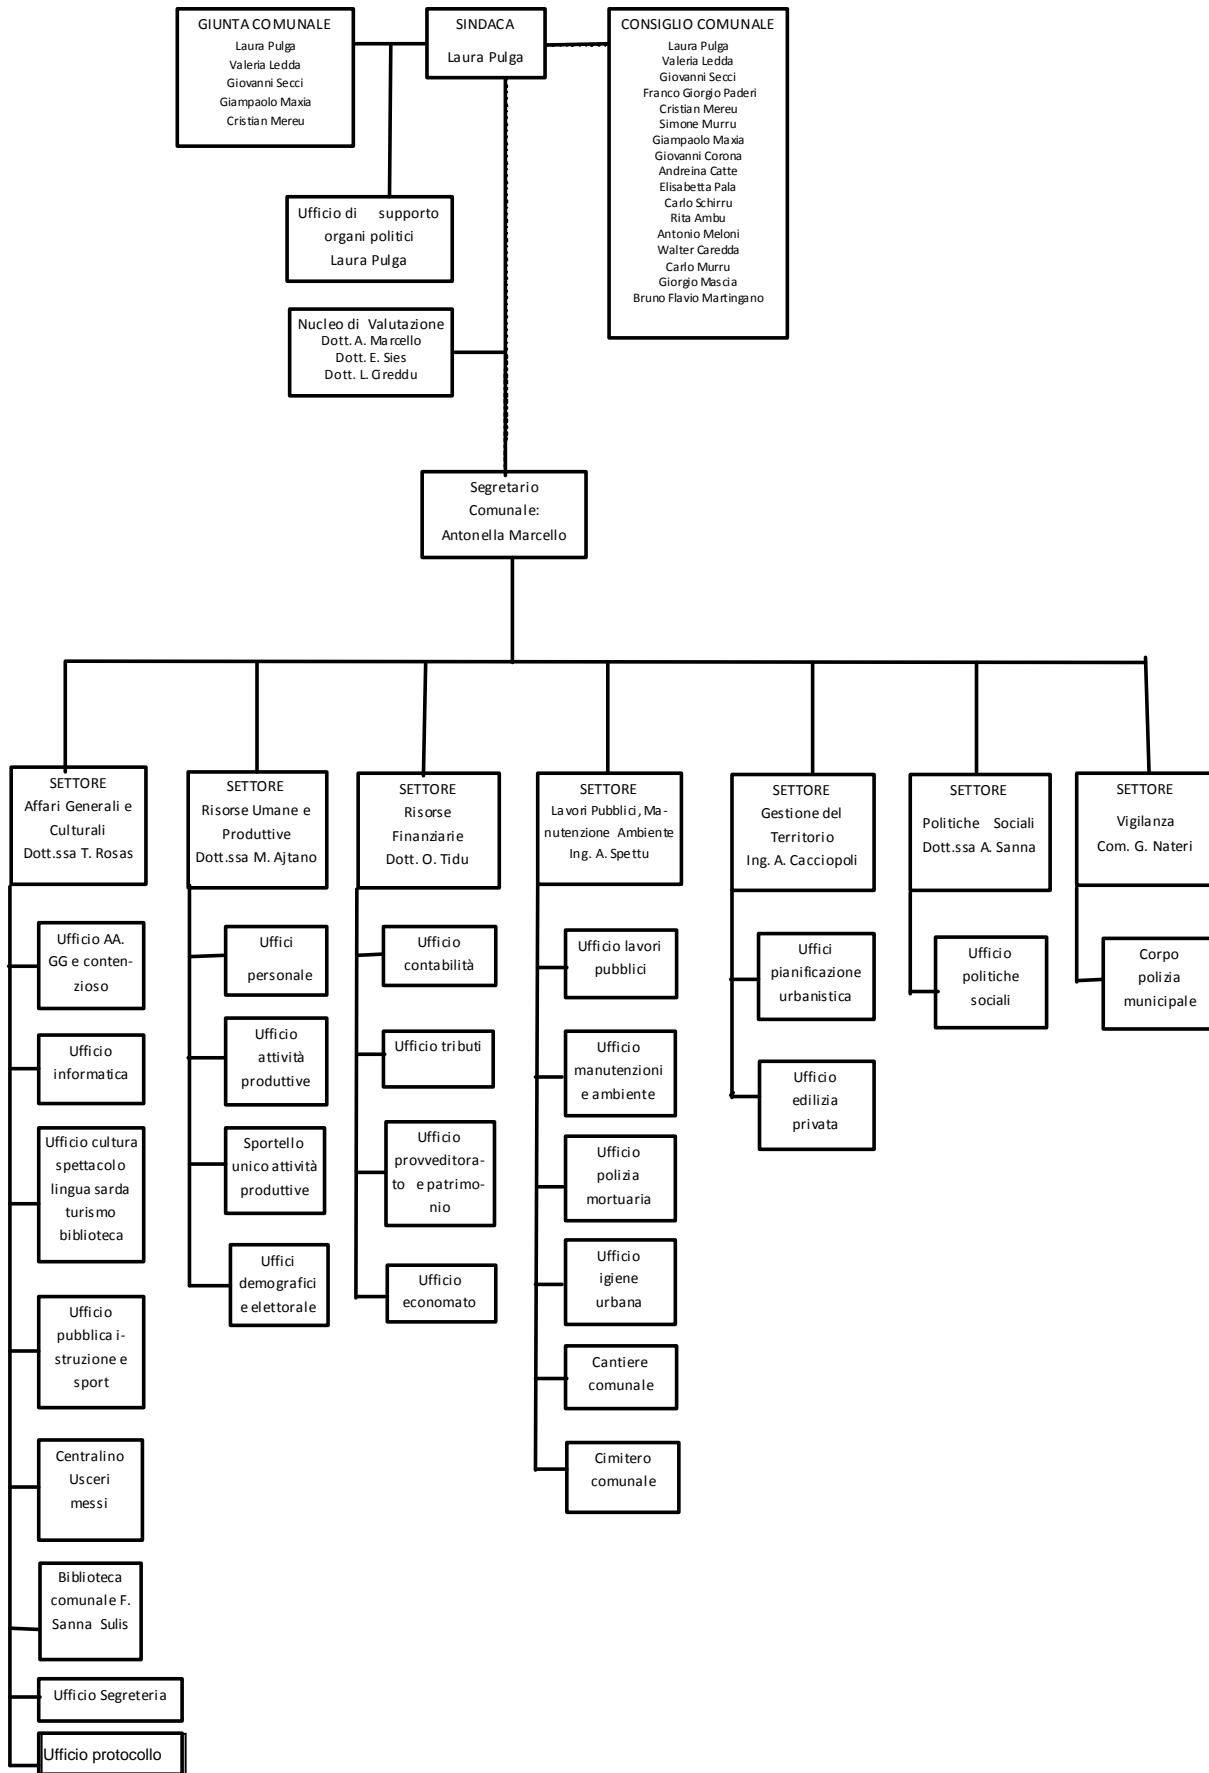 GIUNTA COMUNALE
Laura Pulga
Valeria Ledda
Giovanni Secci
Giampaolo Maxia
Cristian Mereu
SINDACA
Laura Pulga
CONSIGLIO COMUNALE
Laura Pulga
Valeria Ledda
Giovanni Secci
Franco Giorgio Paderi
Cristian Mereu
Simone Murru
Giampaolo Maxia
Giovanni Corona
Andreina Catte
Elisabetta Pala
Carlo Schirru
Rita Ambu
Antonio Meloni
Walter Caredda
Carlo Murru
Giorgio Mascia
Bruno Flavio Martingano
Ufficio di supporto
organi politici
Laura Pulga
Nucleo di Valutazione
Dott. A. Marcello
Dott. E. Sies
Dott. L. Cireddu
Segretario
Comunale:
Antonella Marcello
SETTORE
Affari Generali e
Culturali
Dott.ssa T. Rosas
Ufficio AA.
GG e conten-
zioso
Ufficio
informatica
Ufficio cultura
spettacolo
lingua sarda
turismo
biblioteca
Ufficio
pubblica i-
struzione e
sport
Centralino
Usceri
messi
Biblioteca
comunale F.
Sanna Sulis
Ufficio Segreteria
Ufficio protocollo
SETTORE
Risorse Umane e
Produttive
Dott.ssa M. Ajtano
Uffici
personale
Ufficio
attività
produttive
Sportello
unico attività
produttive
Uffici
demografici
e elettorale
SETTORE
Risorse
Finanziarie
Dott. O. Tidu
Ufficio
contabilità
Ufficio tributi
Ufficio
provveditora-
to e patrimo-
nio
Ufficio
economato
SETTORE
Lavori Pubblici, Ma-
nutenzione Ambiente
Ing. A. Spettu
Ufficio lavori
pubblici
Ufficio
manutenzioni
e ambiente
Ufficio
polizia
mortuaria
Ufficio
igiene
urbana
Cantiere
comunale
Cimitero
comunale
SETTORE
Gestione del
Territorio
Ing. A. Cacciopoli
Uffici
pianificazione
urbanistica
Ufficio
edilizia
privata
SETTORE
Politiche Sociali
Dott.ssa A. Sanna
Ufficio
politiche
sociali
SETTORE
Vigilanza
Com. G. Nateri
Corpo
polizia
municipale